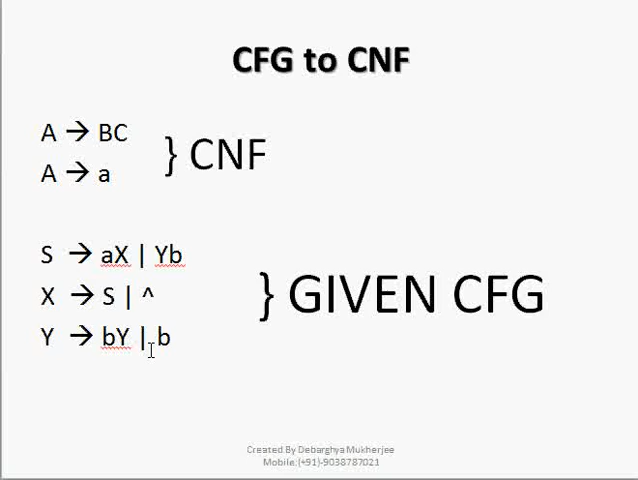 CFG to CNF
A → BC
A → a
} CNF
S → aX | Yb
X → S | ^
Y → bY | b
} GIVEN CFG
Created By Debarghya Mukherjee
Mobile:(+91)-9038787021